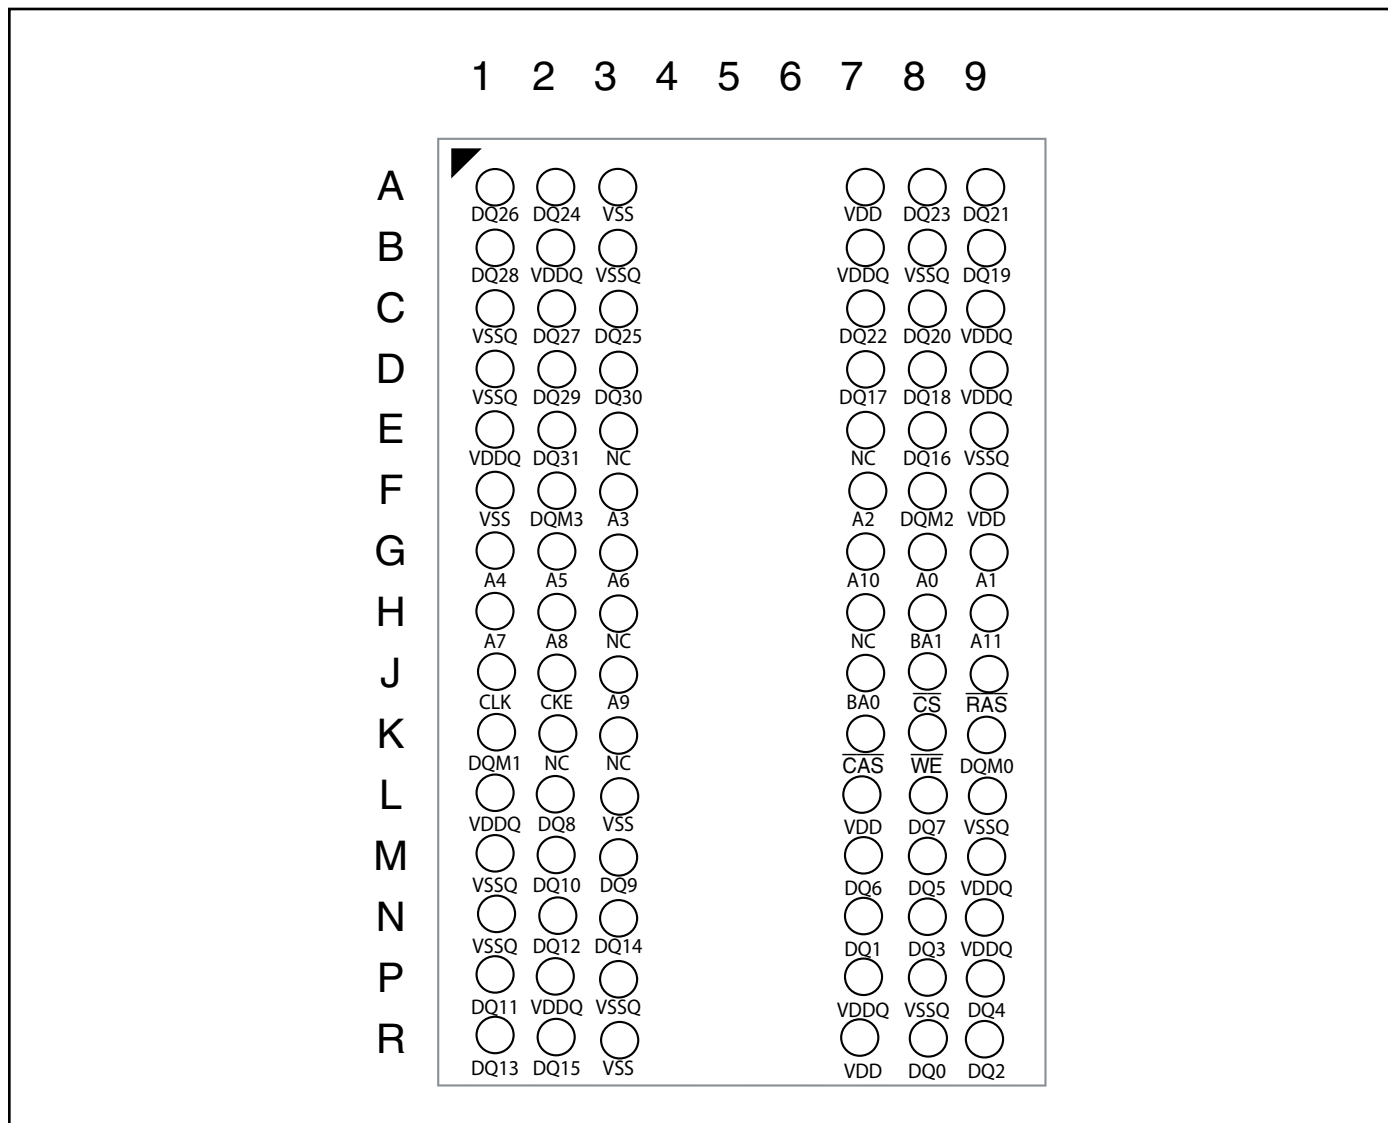 1 2 3 4 5 6 7 8 9
A
DQ26 DQ24 VSS VDD DQ23 DQ21
B
DQ28 VDDQ VSSQ VDDQ VSSQ DQ19
C
VSSQ DQ27 DQ25 DQ22 DQ20 VDDQ
D
VSSQ DQ29 DQ30 DQ17 DQ18 VDDQ
E
VDDQ DQ31 NC NC DQ16 VSSQ
F
VSS DQM3 A3 A2 DQM2 VDD
G
A4 A5 A6 A10 A0 A1
H
A7 A8 NC NC BA1 A11
J
CLK CKE A9 BA0 C̅S̅ R̅A̅S̅
K
DQM1 NC NC C̅A̅S̅ W̅E̅ DQM0
L
VDDQ DQ8 VSS VDD DQ7 VSSQ
M
VSSQ DQ10 DQ9 DQ6 DQ5 VDDQ
N
VSSQ DQ12 DQ14 DQ1 DQ3 VDDQ
P
DQ11 VDDQ VSSQ VDDQ VSSQ DQ4
R
DQ13 DQ15 VSS VDD DQ0 DQ2